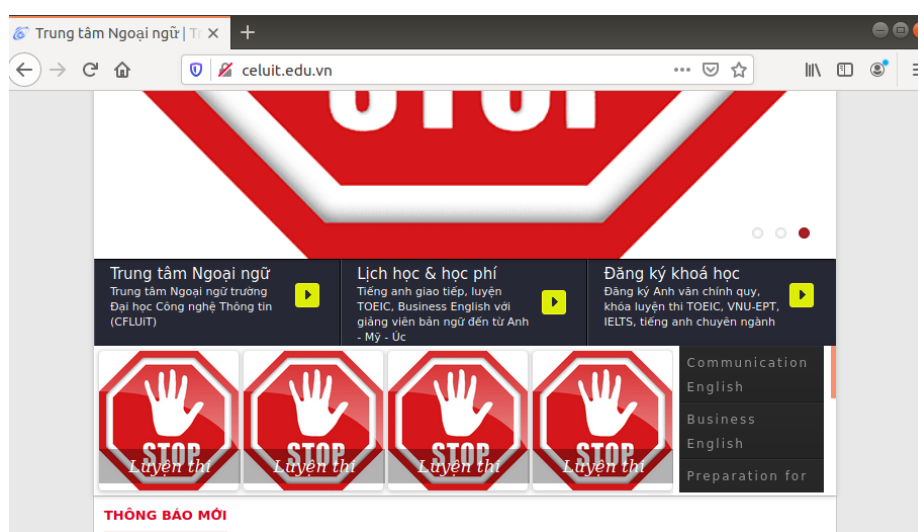 Trung tâm Ngoại ngữ | T
celuit.edu.vn
STOP
Trung tâm Ngoại ngữ
Trung tâm Ngoại ngữ trường
Đại học Công nghệ Thông tin
(CFLUiT)
Lịch học & học phí
Tiếng anh giao tiếp, luyện
TOEIC, Business English với
giảng viên bản ngữ đến từ Anh
- Mỹ - Úc
Đăng ký khoá học
Đăng ký Anh văn chính quy,
khóa luyện thi TOEIC, VNU-EPT,
IELTS, tiếng anh chuyên ngành
STOP
Luyện thi
STOP
Luyện thi
STOP
Luyện thi
STOP
Luyện thi
Communication
English
Business
English
Preparation for
THÔNG BÁO MỚI